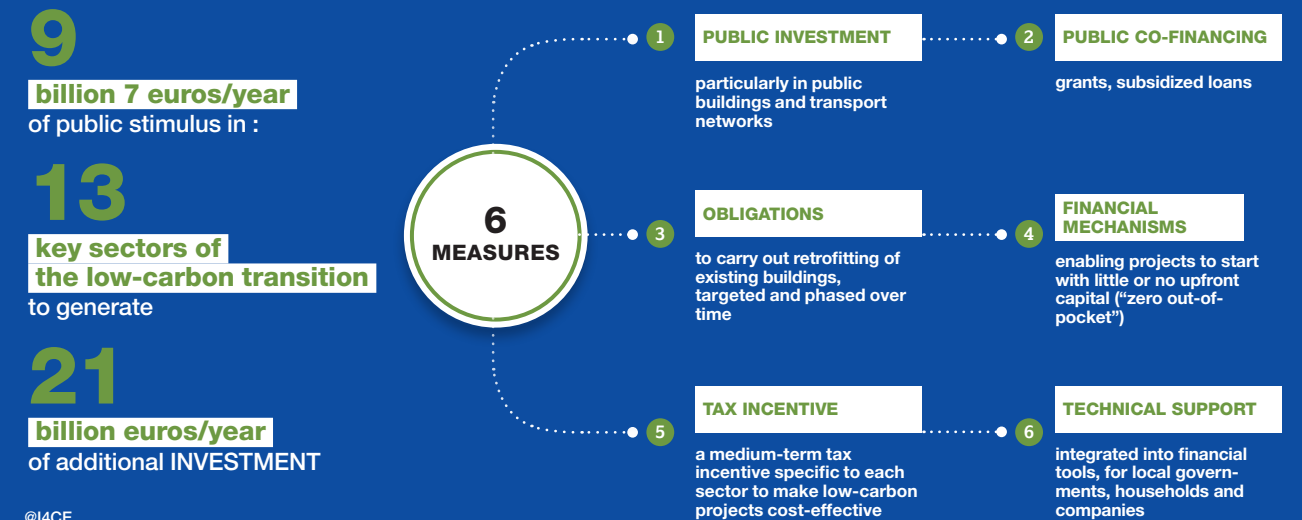 9
billion 7 euros/year
of public stimulus in :
13
key sectors of
the low-carbon transition
to generate
21
billion euros/year
of additional INVESTMENT
@I4CE
6
MEASURES
1
PUBLIC INVESTMENT
particularly in public
buildings and transport
networks
2
PUBLIC CO-FINANCING
grants, subsidized loans
3
OBLIGATIONS
to carry out retrofitting of
existing buildings,
targeted and phased over
time
4
FINANCIAL
MECHANISMS
enabling projects to start
with little or no upfront
capital (“zero out-of-
pocket”)
5
TAX INCENTIVE
a medium-term tax
incentive specific to each
sector to make low-carbon
projects cost-effective
6
TECHNICAL SUPPORT
integrated into financial
tools, for local govern-
ments, households and
companies